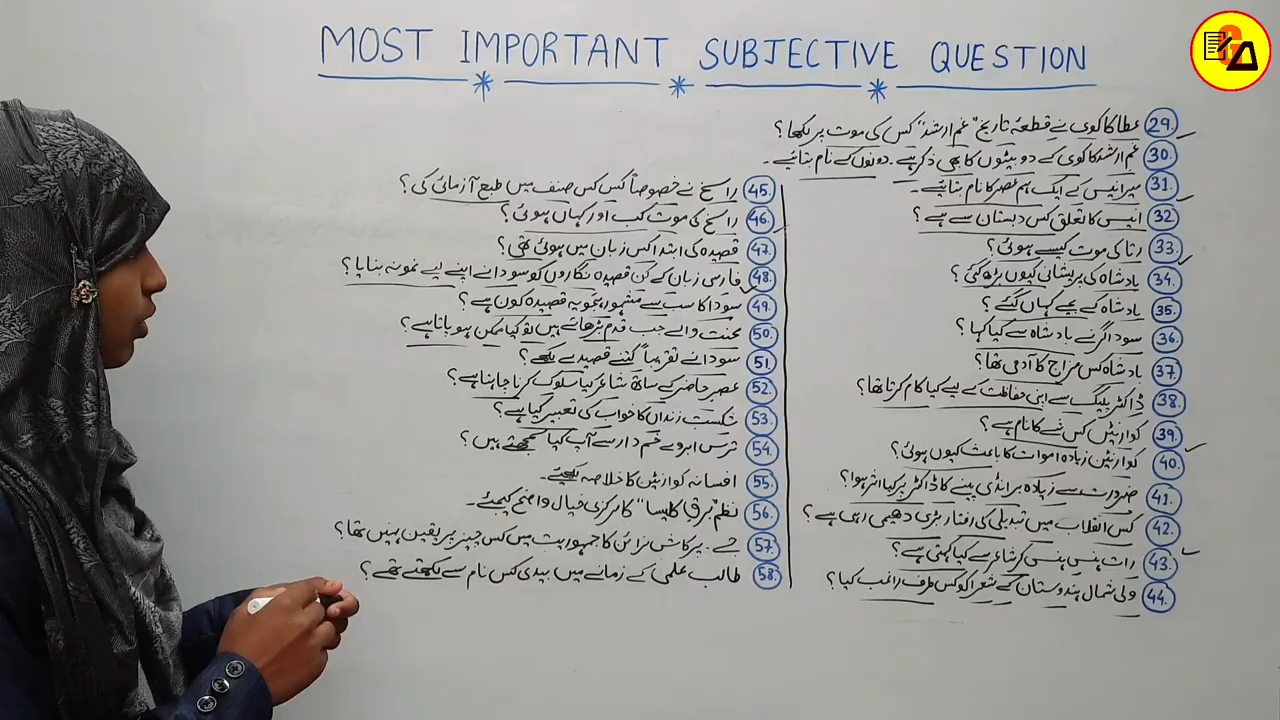 MOST IMPORTANT SUBJECTIVE QUESTION
29. عطا کاکوی نے قطعۂ تاریخ "غم ارشد" کس کی موت پر لکھا؟
30. غم ارشد کاکوی کے دو بیٹوں کا بھی ذکر ہے۔ دونوں کے نام بتائیے۔
31. میر انیس کے ایک ہم عصر کا نام بتائیے۔
32. انیس کا تعلق کس دبستان سے ہے؟
33. رتا کی موت کیسے ہوئی؟
34. بادشاہ کی پریشانی کیوں بڑھ گئی؟
35. بادشاہ کے بچے کہاں گئے؟
36. سوداگر نے بادشاہ سے کیا کہا؟
37. بادشاہ کس مزاج کا آدمی تھا؟
38. ڈاکٹر پلیگ سے اپنی حفاظت کے لیے کیا کام کرتا تھا؟
39. کوارنٹین کس شے کا نام ہے؟
40. کوارنٹین زیادہ اموات کا باعث کیوں ہوئی؟
41. ضرورت سے زیادہ برانڈی پینے کا ڈاکٹر پر کیا اثر ہوا؟
42. کس انقلاب میں تبدیلی کی رفتار بڑی دھیمی رہی ہے؟
43. رات ہنس ہنس کر شاعر سے کیا کہتی ہے؟
44. ولی شمال ہندوستان کے شعرا کو کس طرف راغب کیا؟
45. راسخ نے خصوصاً کس کس صنف میں طبع آزمائی کی؟
46. راسخ کی موت کب اور کہاں ہوئی؟
47. قصیدہ کی ابتدا کس زبان میں ہوئی تھی؟
48. فارسی زبان کے کن قصیدہ نگاروں کو سودا نے اپنے لیے نمونہ بنایا؟
49. سودا کا سب سے مشہور ہجویہ قصیدہ کون ہے؟
50. محنت والے جب قدم بڑھاتے ہیں تو کیا ممکن ہو پاتا ہے؟
51. سودا نے تقریباً کتنے قصیدے لکھے؟
52. عصر حاضر کے ساتھ شاعر کیا سلوک کرنا چاہتا ہے؟
53. شکست زنداں کا خواب کی تعبیر کیا ہے؟
54. ترس ابروے خم دار سے آپ کیا سمجھتے ہیں؟
55. افسانہ کوارنٹین کا خلاصہ لکھیے۔
56. نظم "برق کلیسا" کا مرکزی خیال واضح کیجیے۔
57. جے۔ پرکاش نرائن کا جمہوریت میں کس چیز پر یقین نہیں تھا؟
58. طالب علمی کے زمانے میں بیدی کس نام سے لکھتے تھے؟